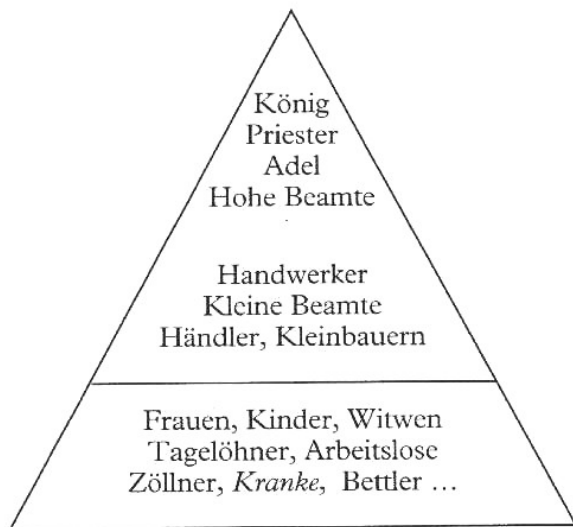 König
Priester
Adel
Hohe Beamte
Handwerker
Kleine Beamte
Händler, Kleinbauern
Frauen, Kinder, Witwen
Tagelöhner, Arbeitslose
Zöllner, Kranke, Bettler ...